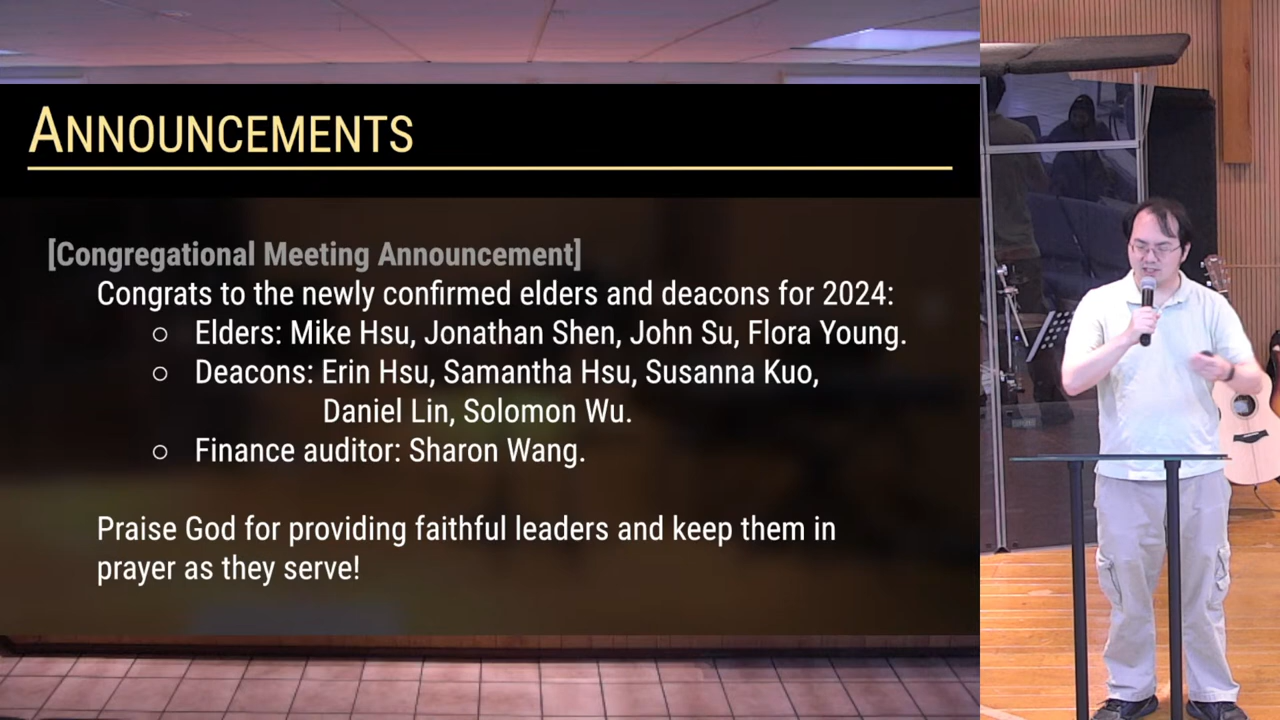 ANNOUNCEMENTS
[Congregational Meeting Announcement]
Congrats to the newly confirmed elders and deacons for 2024:
○ Elders: Mike Hsu, Jonathan Shen, John Su, Flora Young.
○ Deacons: Erin Hsu, Samantha Hsu, Susanna Kuo,
Daniel Lin, Solomon Wu.
○ Finance auditor: Sharon Wang.
Praise God for providing faithful leaders and keep them in
prayer as they serve!